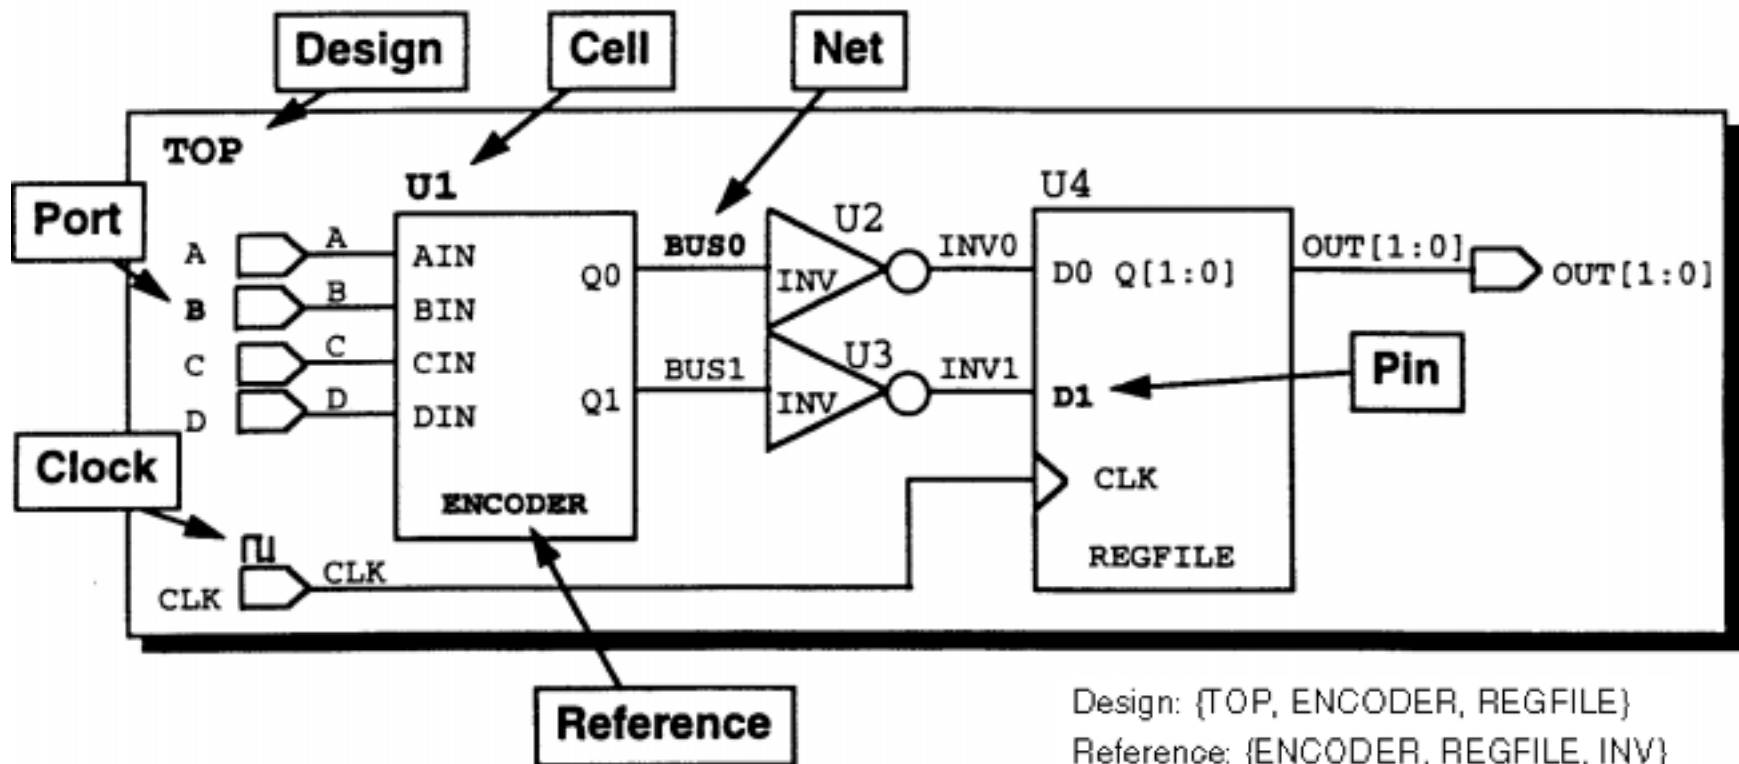 Design Cell Net
TOP
U1 U2 U4
Port
A A AIN Q0 BUS0 INV INV0 D0 Q[1:0] OUT[1:0] OUT[1:0]
B B BIN
C C CIN BUS1 U3 INV1 Pin
D D DIN Q1 INV D1
Clock
CLK
ENCODER
CLK CLK REGFILE
Reference
Design: {TOP, ENCODER, REGFILE}
Reference: {ENCODER, REGFILE, INV}